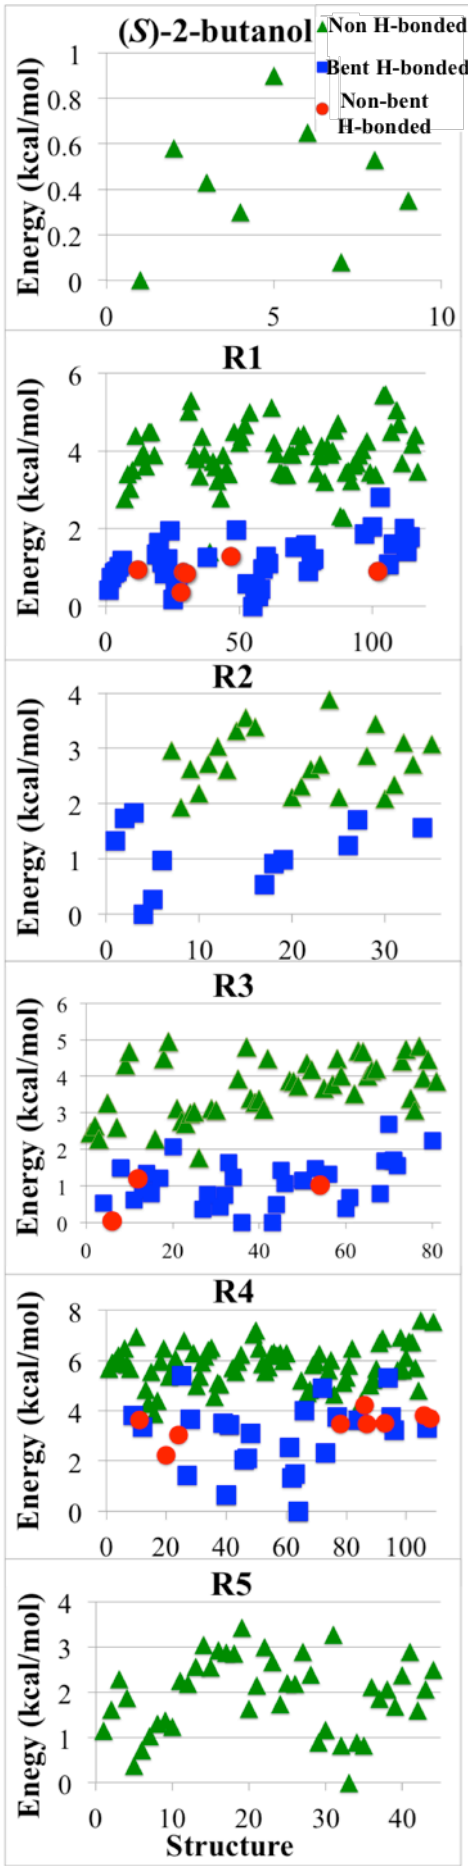 (S)-2-butanol
Non H-bonded
Bent H-bonded
Non-bent
H-bonded
Energy (kcal/mol)
1
0.8
0.6
0.4
0.2
0
0 5 10
R1
Energy (kcal/mol)
6
4
2
0
0 50 100
R2
Energy (kcal/mol)
4
3
2
1
0
0 10 20 30
R3
Energy (kcal/mol)
6
5
4
3
2
1
0
0 20 40 60 80
R4
Energy (kcal/mol)
8
6
4
2
0
0 20 40 60 80 100
R5
Enegy (kcal/mol)
4
3
2
1
0
0 10 20 30 40
Structure